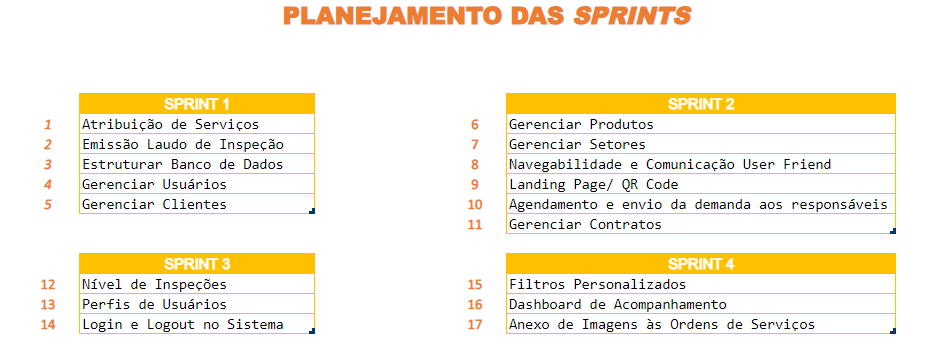 PLANEJAMENTO DAS SPRINTS
SPRINT 1
1 Atribuição de Serviços
2 Emissão Laudo de Inspeção
3 Estruturar Banco de Dados
4 Gerenciar Usuários
5 Gerenciar Clientes
SPRINT 2
6 Gerenciar Produtos
7 Gerenciar Setores
8 Navegabilidade e Comunicação User Friend
9 Landing Page/ QR Code
10 Agendamento e envio da demanda aos responsáveis
11 Gerenciar Contratos
SPRINT 3
12 Nível de Inspeções
13 Perfis de Usuários
14 Login e Logout no Sistema
SPRINT 4
15 Filtros Personalizados
16 Dashboard de Acompanhamento
17 Anexo de Imagens às Ordens de Serviços